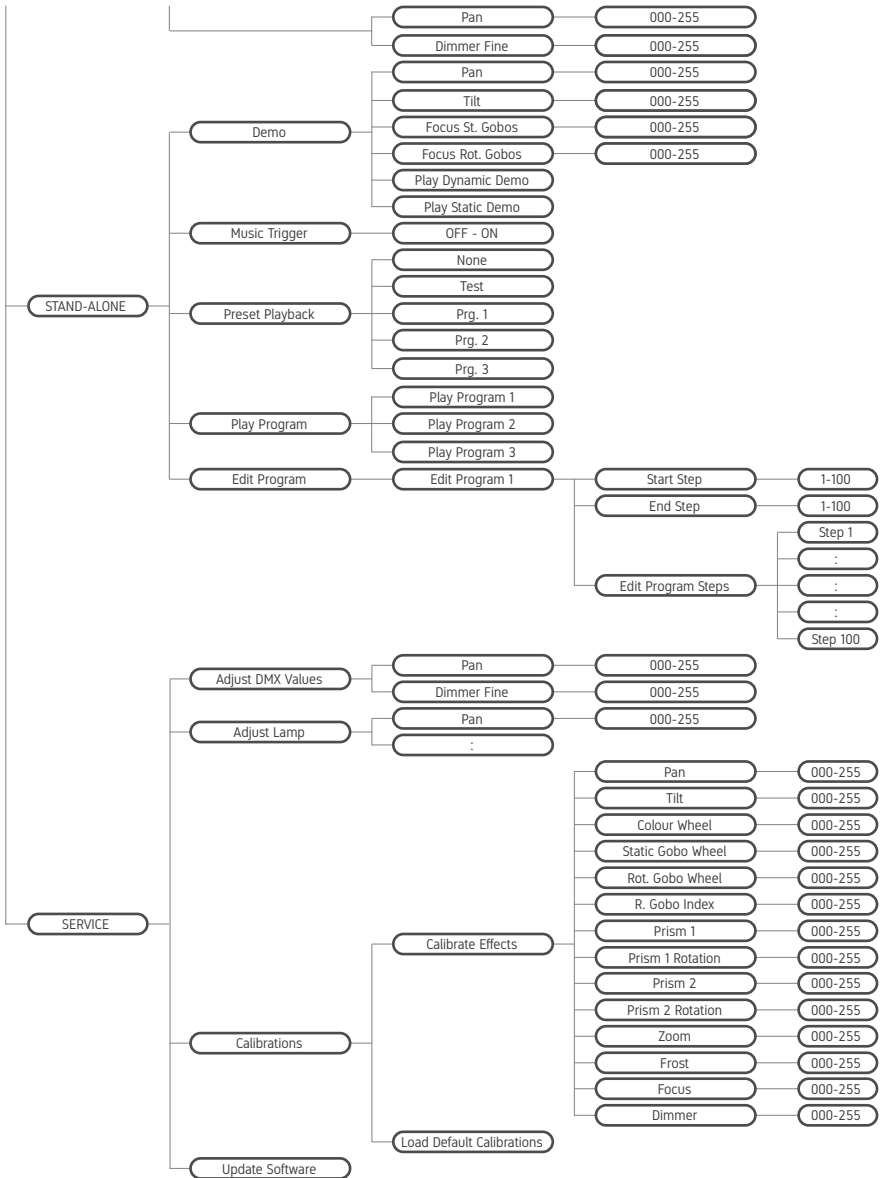 Pan 000-255
Dimmer Fine 000-255
Pan 000-255
Tilt 000-255
Focus St. Gobos 000-255
Demo
Focus Rot. Gobos 000-255
Play Dynamic Demo
Play Static Demo
Music Trigger OFF - ON
None
Test
STAND-ALONE
Preset Playback Prg. 1
Prg. 2
Prg. 3
Play Program 1
Play Program Play Program 2
Play Program 3
Edit Program Edit Program 1 Start Step 1-100
End Step 1-100
Step 1
:
Edit Program Steps :
:
Step 100
Pan 000-255
Adjust DMX Values
Dimmer Fine 000-255
Pan 000-255
Adjust Lamp
:
Pan 000-255
Tilt 000-255
Colour Wheel 000-255
Static Gobo Wheel 000-255
Rot. Gobo Wheel 000-255
R. Gobo Index 000-255
SERVICE
Prism 1 000-255
Calibrate Effects
Prism 1 Rotation 000-255
Prism 2 000-255
Prism 2 Rotation 000-255
Calibrations
Zoom 000-255
Frost 000-255
Focus 000-255
Dimmer 000-255
Load Default Calibrations
Update Software